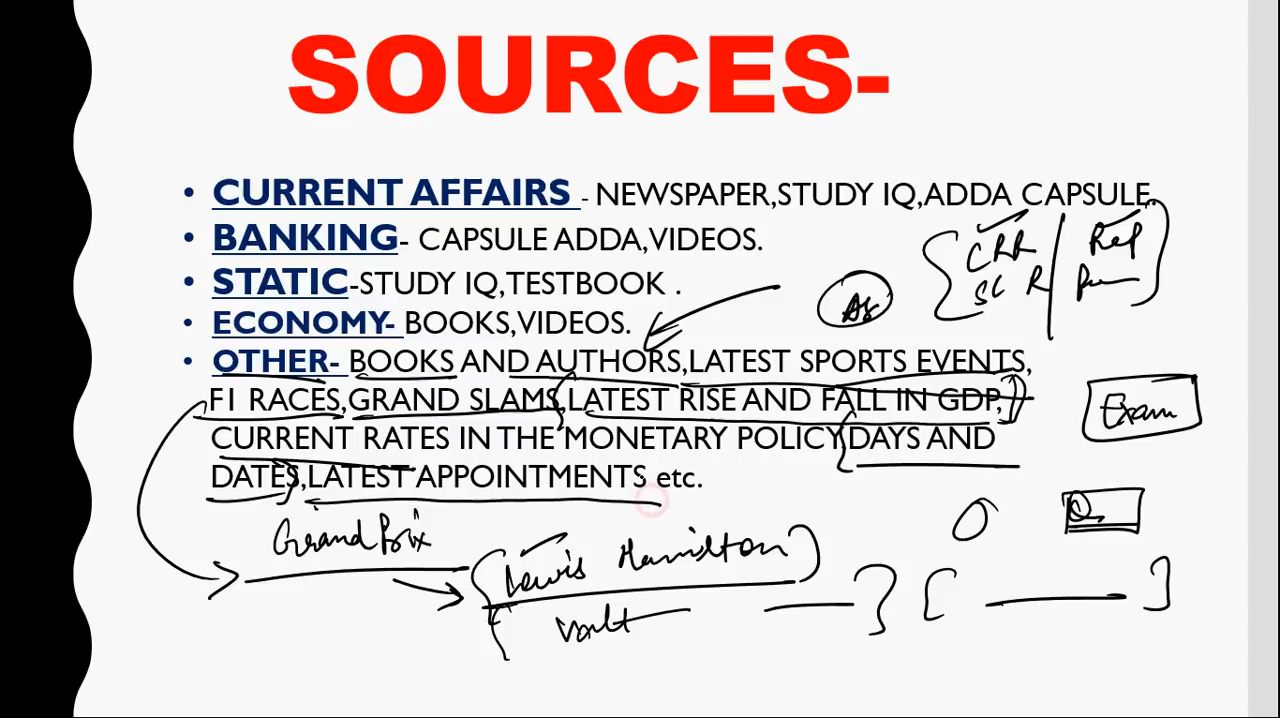 SOURCES-
• CURRENT AFFAIRS - NEWSPAPER,STUDY IQ,ADDA CAPSULE.
• BANKING- CAPSULE ADDA,VIDEOS.
CRR Rep
• STATIC-STUDY IQ,TESTBOOK .
• ECONOMY- BOOKS,VIDEOS.
• OTHER- BOOKS AND AUTHORS,LATEST SPORTS EVENTS,
F1 RACES,GRAND SLAMS,LATEST RISE AND FALL IN GDP,
Exam
CURRENT RATES IN THE MONETARY POLICY,DAYS AND
DATES,LATEST APPOINTMENTS etc.
Grand Prix
Lewis Hamilton